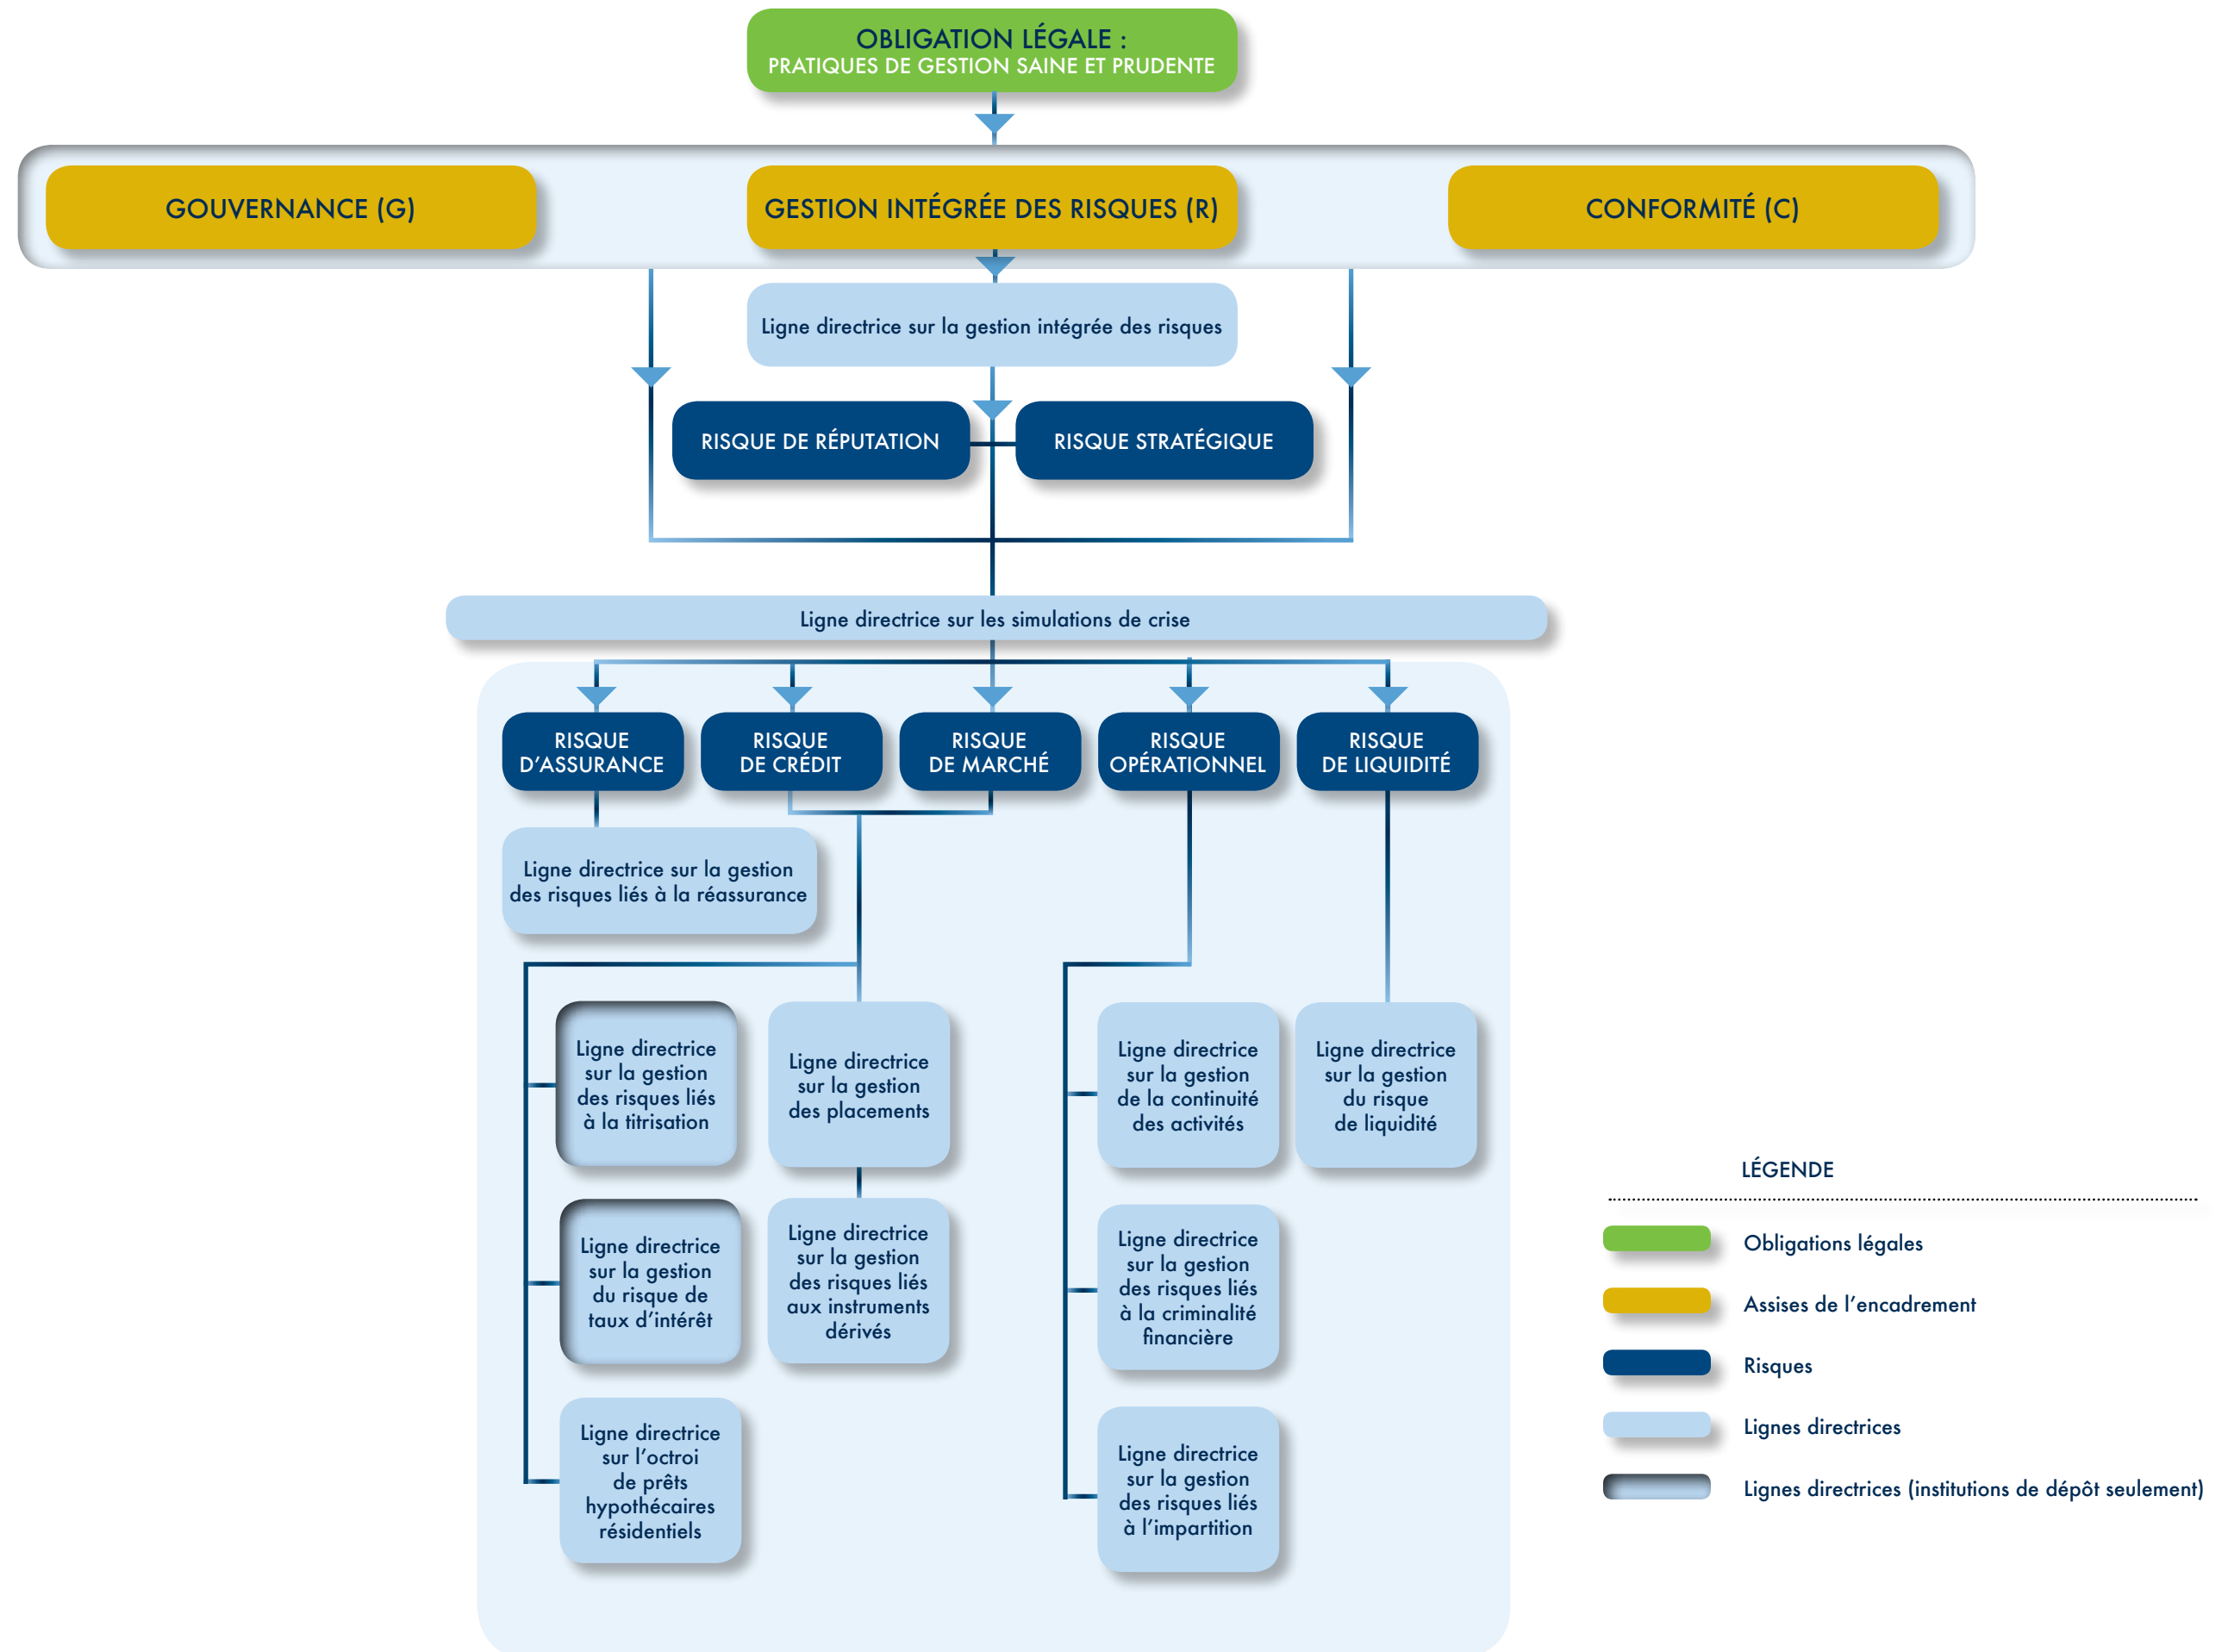 OBLIGATION LÉGALE :
PRATIQUES DE GESTION SAINE ET PRUDENTE
GOUVERNANCE (G)
GESTION INTÉGRÉE DES RISQUES (R)
CONFORMITÉ (C)
Ligne directrice sur la gestion intégrée des risques
RISQUE DE RÉPUTATION
RISQUE STRATÉGIQUE
Ligne directrice sur les simulations de crise
RISQUE
D’ASSURANCE
RISQUE
DE CRÉDIT
RISQUE
DE MARCHÉ
RISQUE
OPÉRATIONNEL
RISQUE
DE LIQUIDITÉ
Ligne directrice sur la gestion
des risques liés à la réassurance
Ligne directrice
sur la gestion
des risques liés
à la titrisation
Ligne directrice
sur la gestion
des placements
Ligne directrice
sur la gestion
de la continuité
des activités
Ligne directrice
sur la gestion
du risque
de liquidité
Ligne directrice
sur la gestion
du risque de
taux d’intérêt
Ligne directrice
sur la gestion
des risques liés
aux instruments
dérivés
Ligne directrice
sur la gestion
des risques liés
à la criminalité
financière
Ligne directrice
sur l’octroi
de prêts
hypothécaires
résidentiels
Ligne directrice
sur la gestion
des risques liés
à l’impartition
LÉGENDE
Obligations légales
Assises de l’encadrement
Risques
Lignes directrices
Lignes directrices (institutions de dépôt seulement)